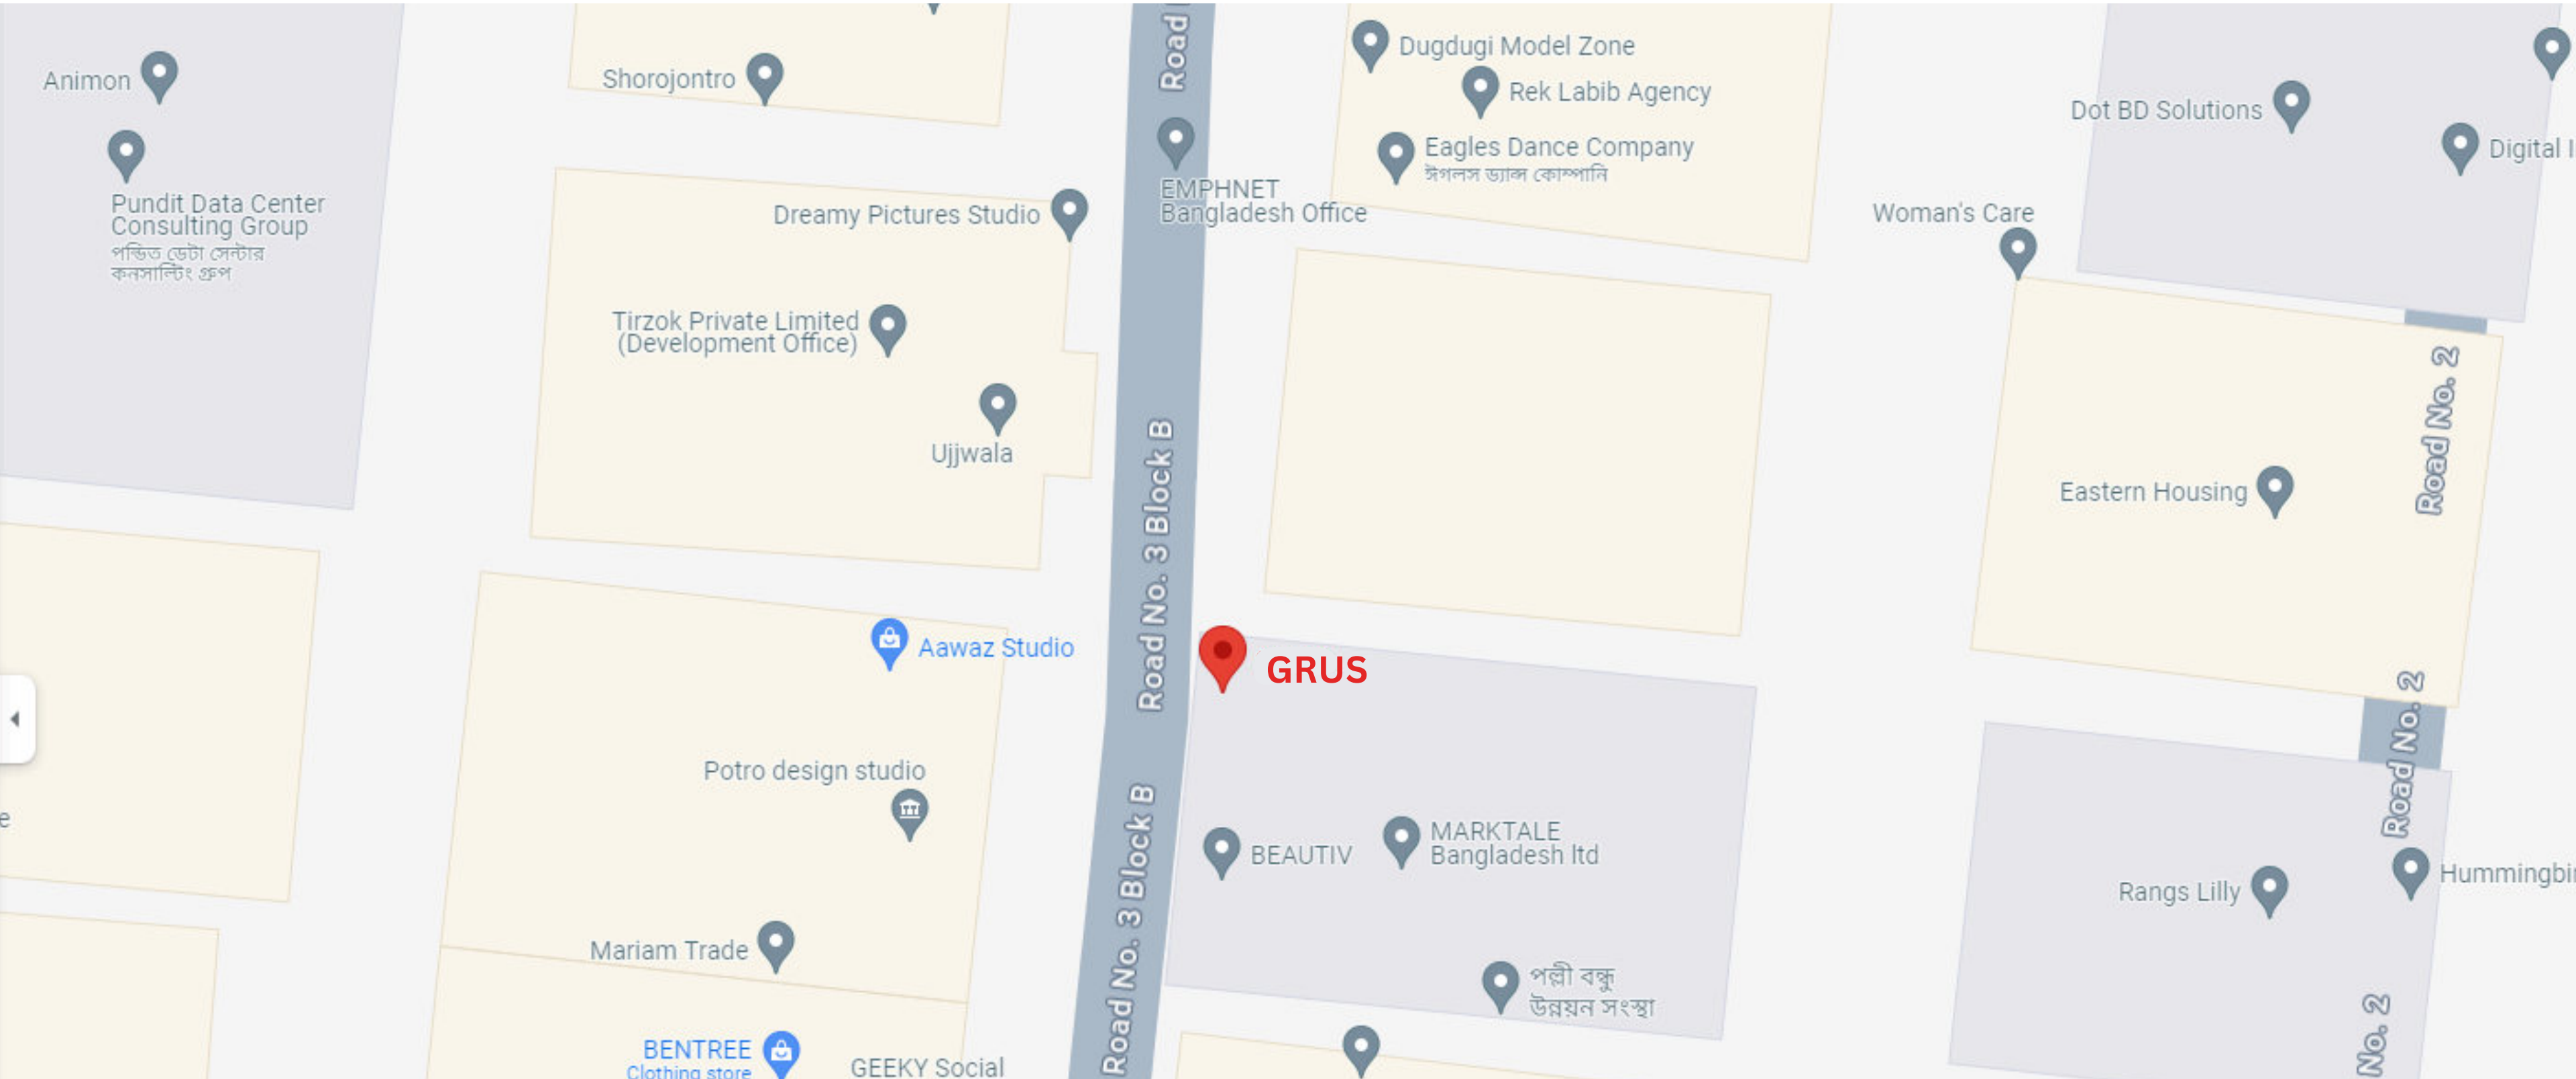 Animon
Pundit Data Center
Consulting Group
পন্ডিত ডেটা সেন্টার
কনসাল্টিং গ্রুপ
Shorojontro
Dreamy Pictures Studio
Tirzok Private Limited
(Development Office)
Ujjwala
Road
EMPHNET
Bangladesh Office
Dugdugi Model Zone
Rek Labib Agency
Eagles Dance Company
ঈগলস ড্যান্স কোম্পানি
Woman's Care
Dot BD Solutions
Digital
Road No. 2
Eastern Housing
Road No. 3 Block B
Aawaz Studio
GRUS
Potro design studio
Road No. 2
BEAUTIV
MARKTALE
Bangladesh ltd
Rangs Lilly
Road No. 3 Block B
Mariam Trade
পল্লী বন্ধু
উন্নয়ন সংস্থা
BENTREE
Clothing store
GEEKY Social
No. 2